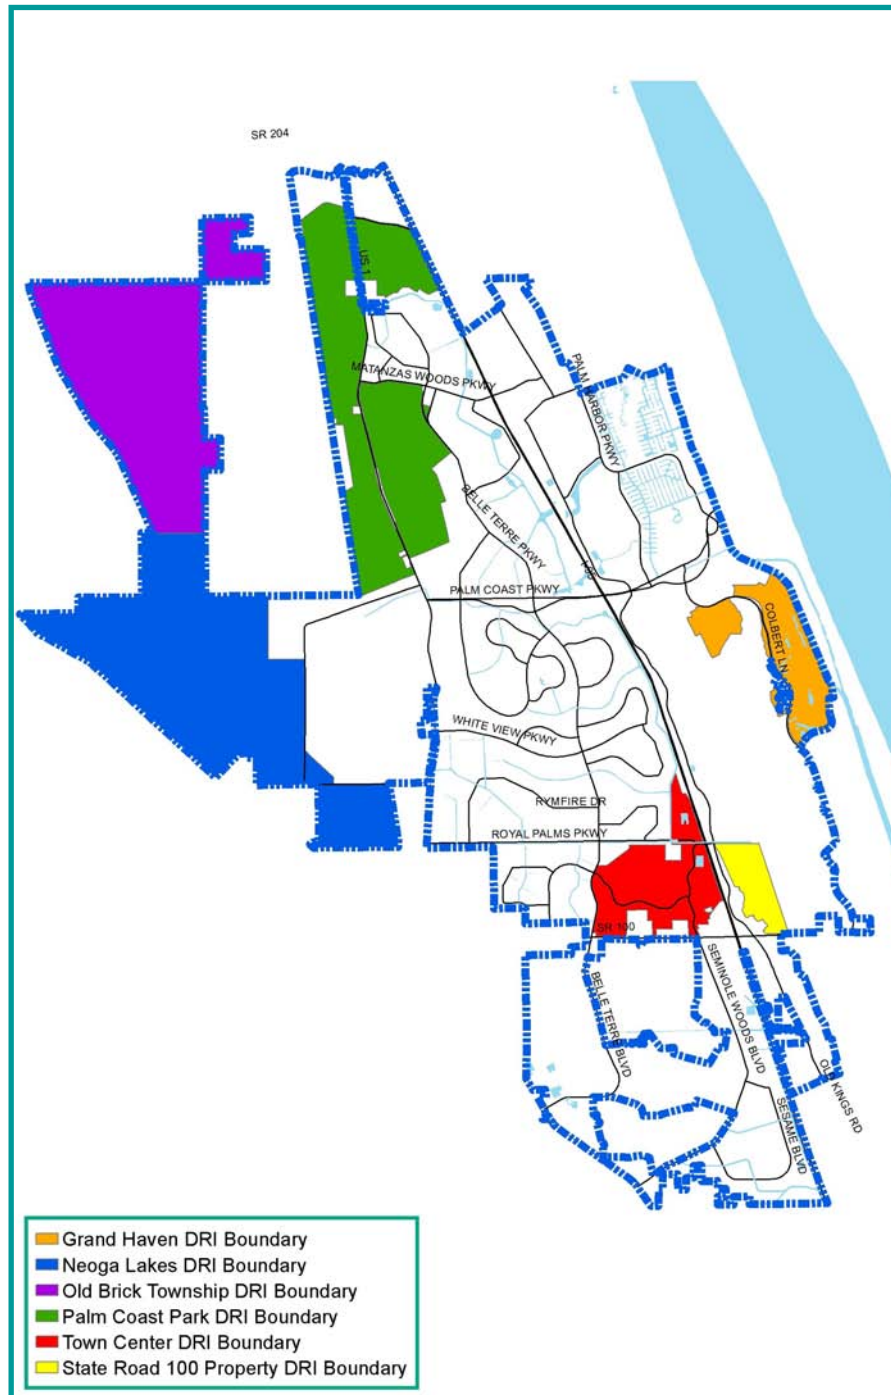 SR 204
US 1
MATANZAS WOODS PKWY
PALM HARBOR PKWY
BELLE TERRE PKWY
I-95
PALM COAST PKWY
COLBERT LN
WHITE VIEW PKWY
RYMFIRE DR
ROYAL PALMS PKWY
SR 100
BELLE TERRE BLVD
SEMINOLE WOODS BLVD
OLD KINGS RD
SESAME BLVD
Grand Haven DRI Boundary
Neoga Lakes DRI Boundary
Old Brick Township DRI Boundary
Palm Coast Park DRI Boundary
Town Center DRI Boundary
State Road 100 Property DRI Boundary